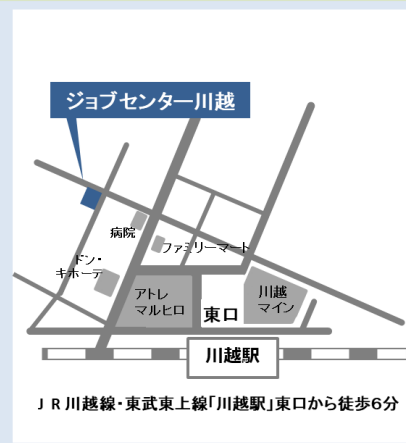 ジョブセンター川越
病院
ファミリーマート
ドン・
キホーテ
アトレ
マルヒロ
東口
川越
マイン
川越駅
JR川越線・東武東上線「川越駅」東口から徒歩6分